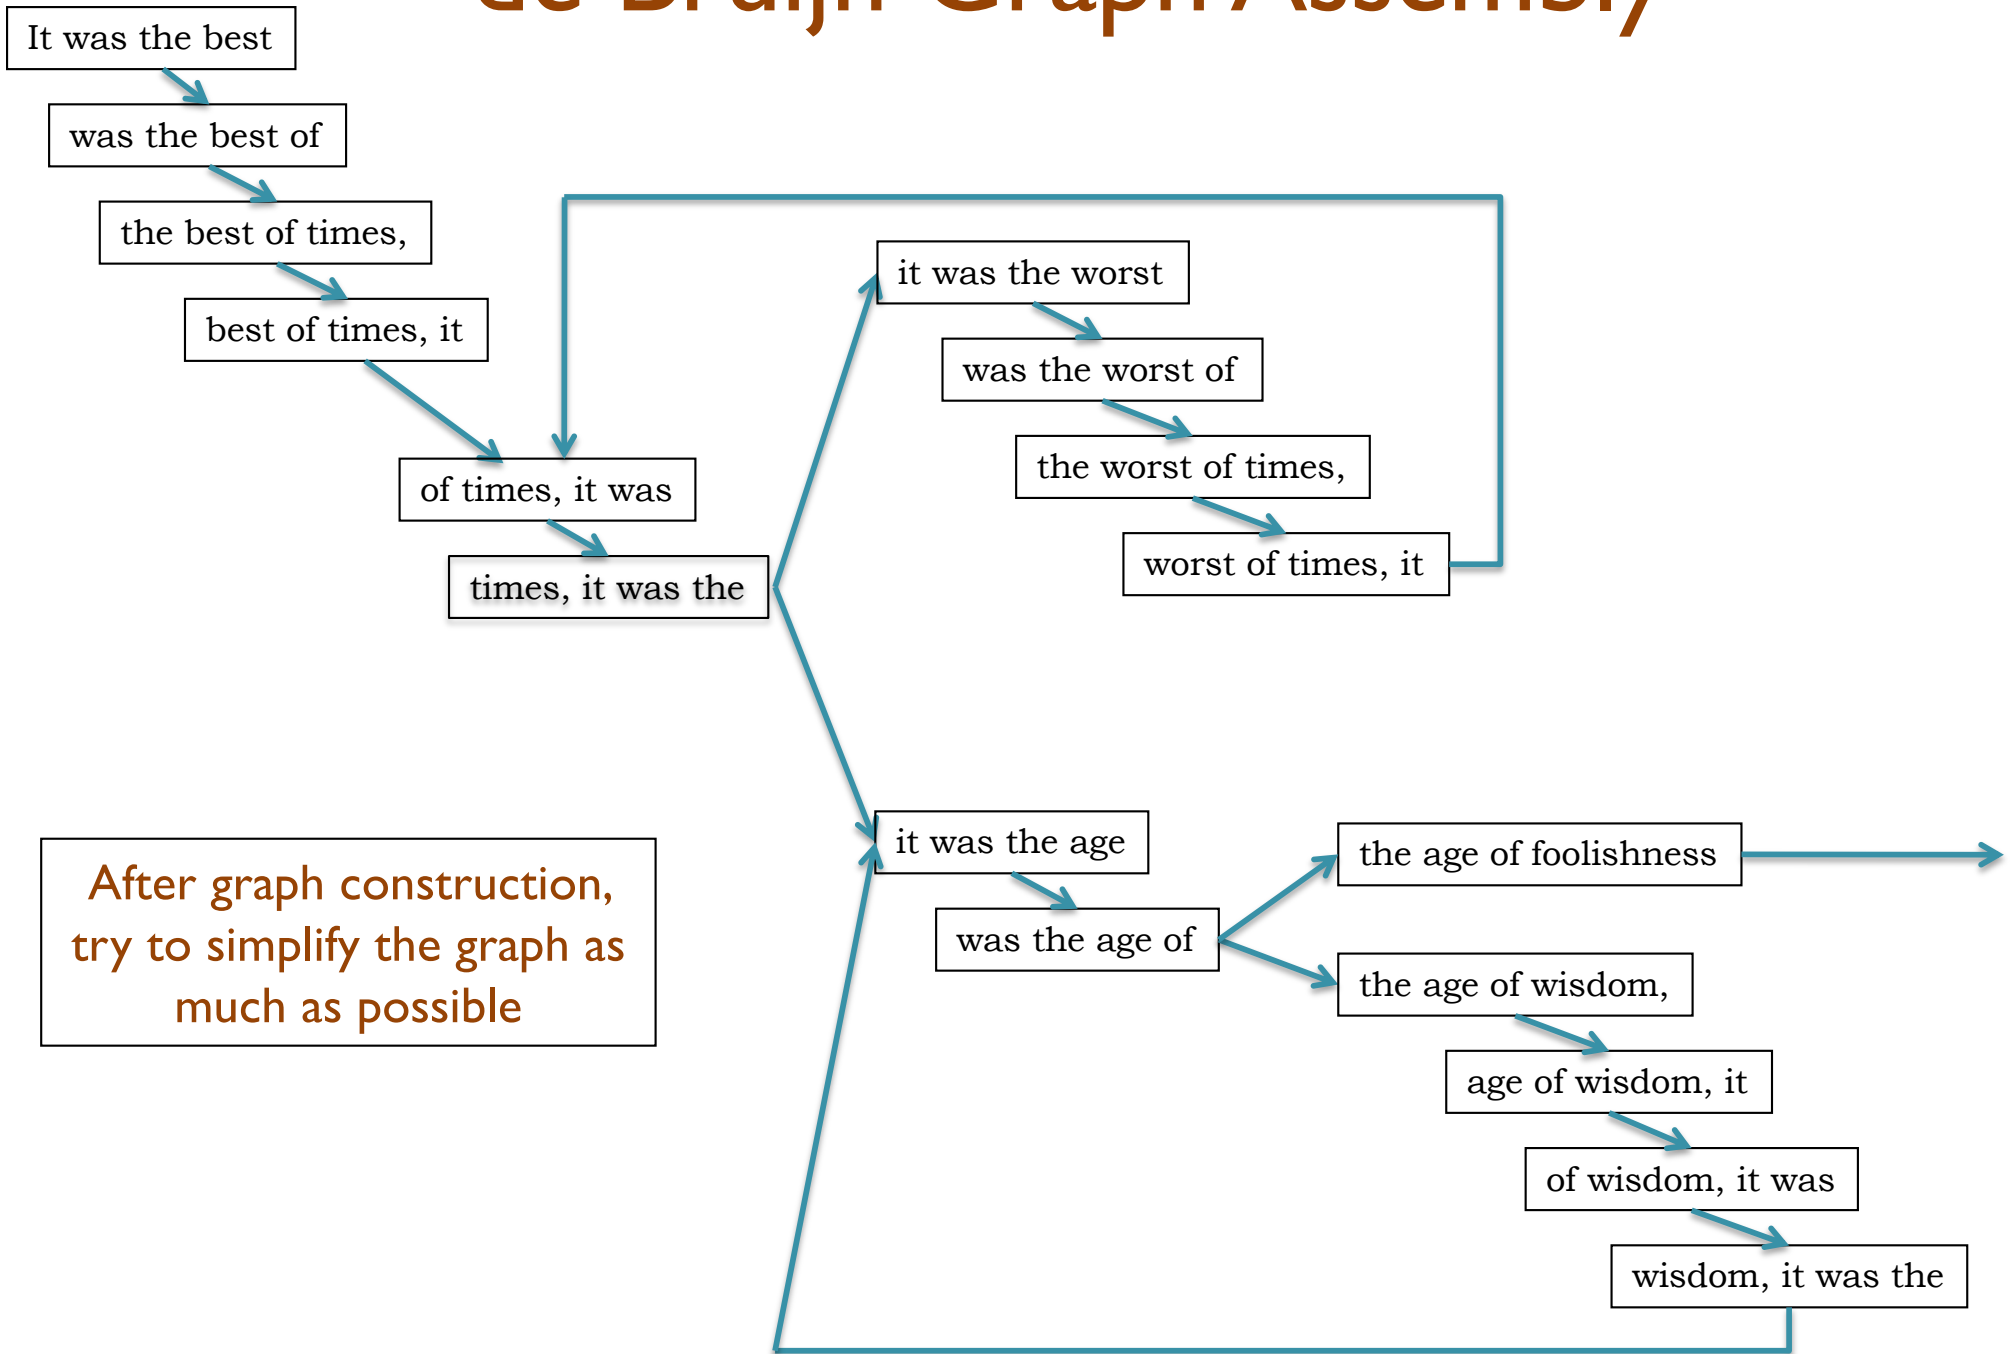 de Bruijn Graph Assembly
It was the best
was the best of
the best of times,
best of times, it
of times, it was
times, it was the
it was the worst
was the worst of
the worst of times,
worst of times, it
it was the age
was the age of
the age of foolishness
the age of wisdom,
age of wisdom, it
of wisdom, it was
wisdom, it was the
After graph construction,
try to simplify the graph as
much as possible